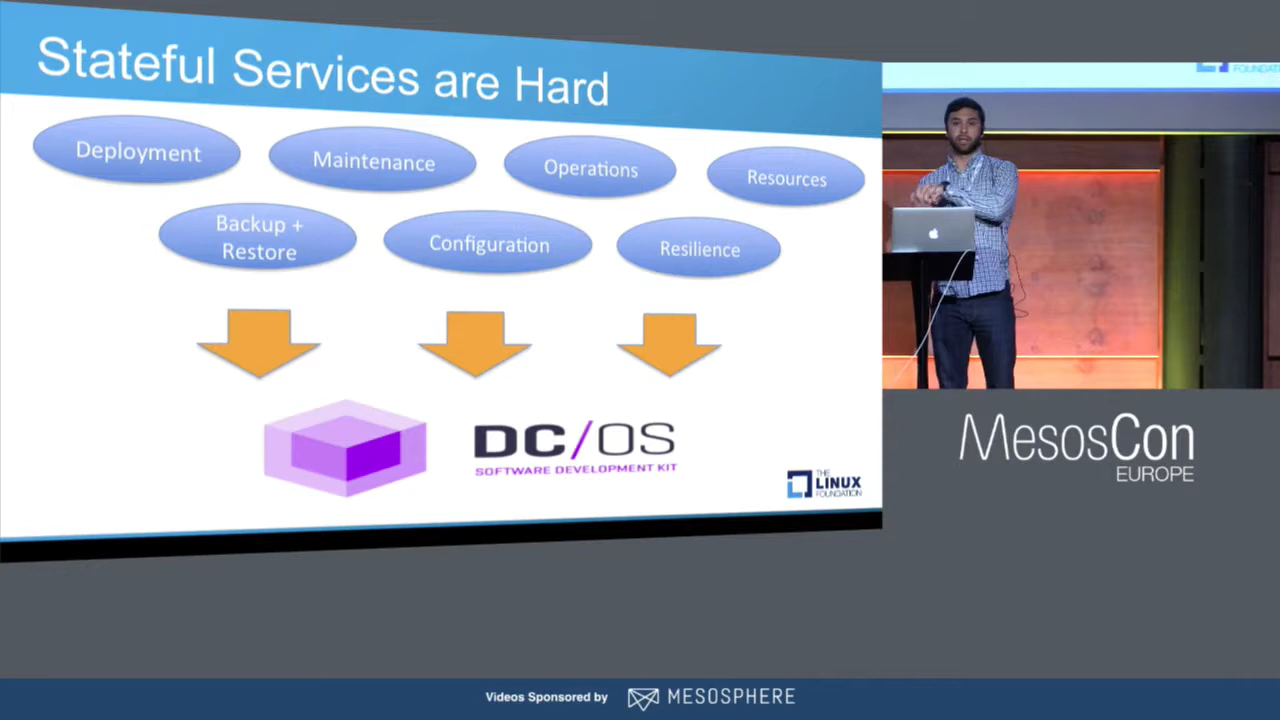 Stateful Services are Hard
Deployment
Maintenance
Operations
Resources
Backup +
Restore
Configuration
Resilience
DC/OS
SOFTWARE DEVELOPMENT KIT
THE
LINUX
FOUNDATION
MesosCon
EUROPE
Videos Sponsored by MESOSPHERE